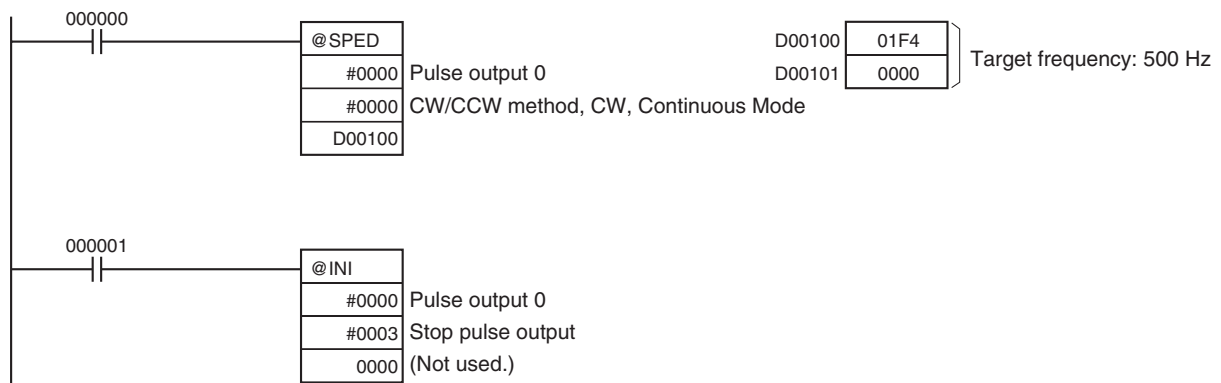 000000
@SPED
#0000 Pulse output 0
#0000 CW/CCW method, CW, Continuous Mode
D00100
D00100 01F4
D00101 0000
Target frequency: 500 Hz
000001
@INI
#0000 Pulse output 0
#0003 Stop pulse output
0000 (Not used.)